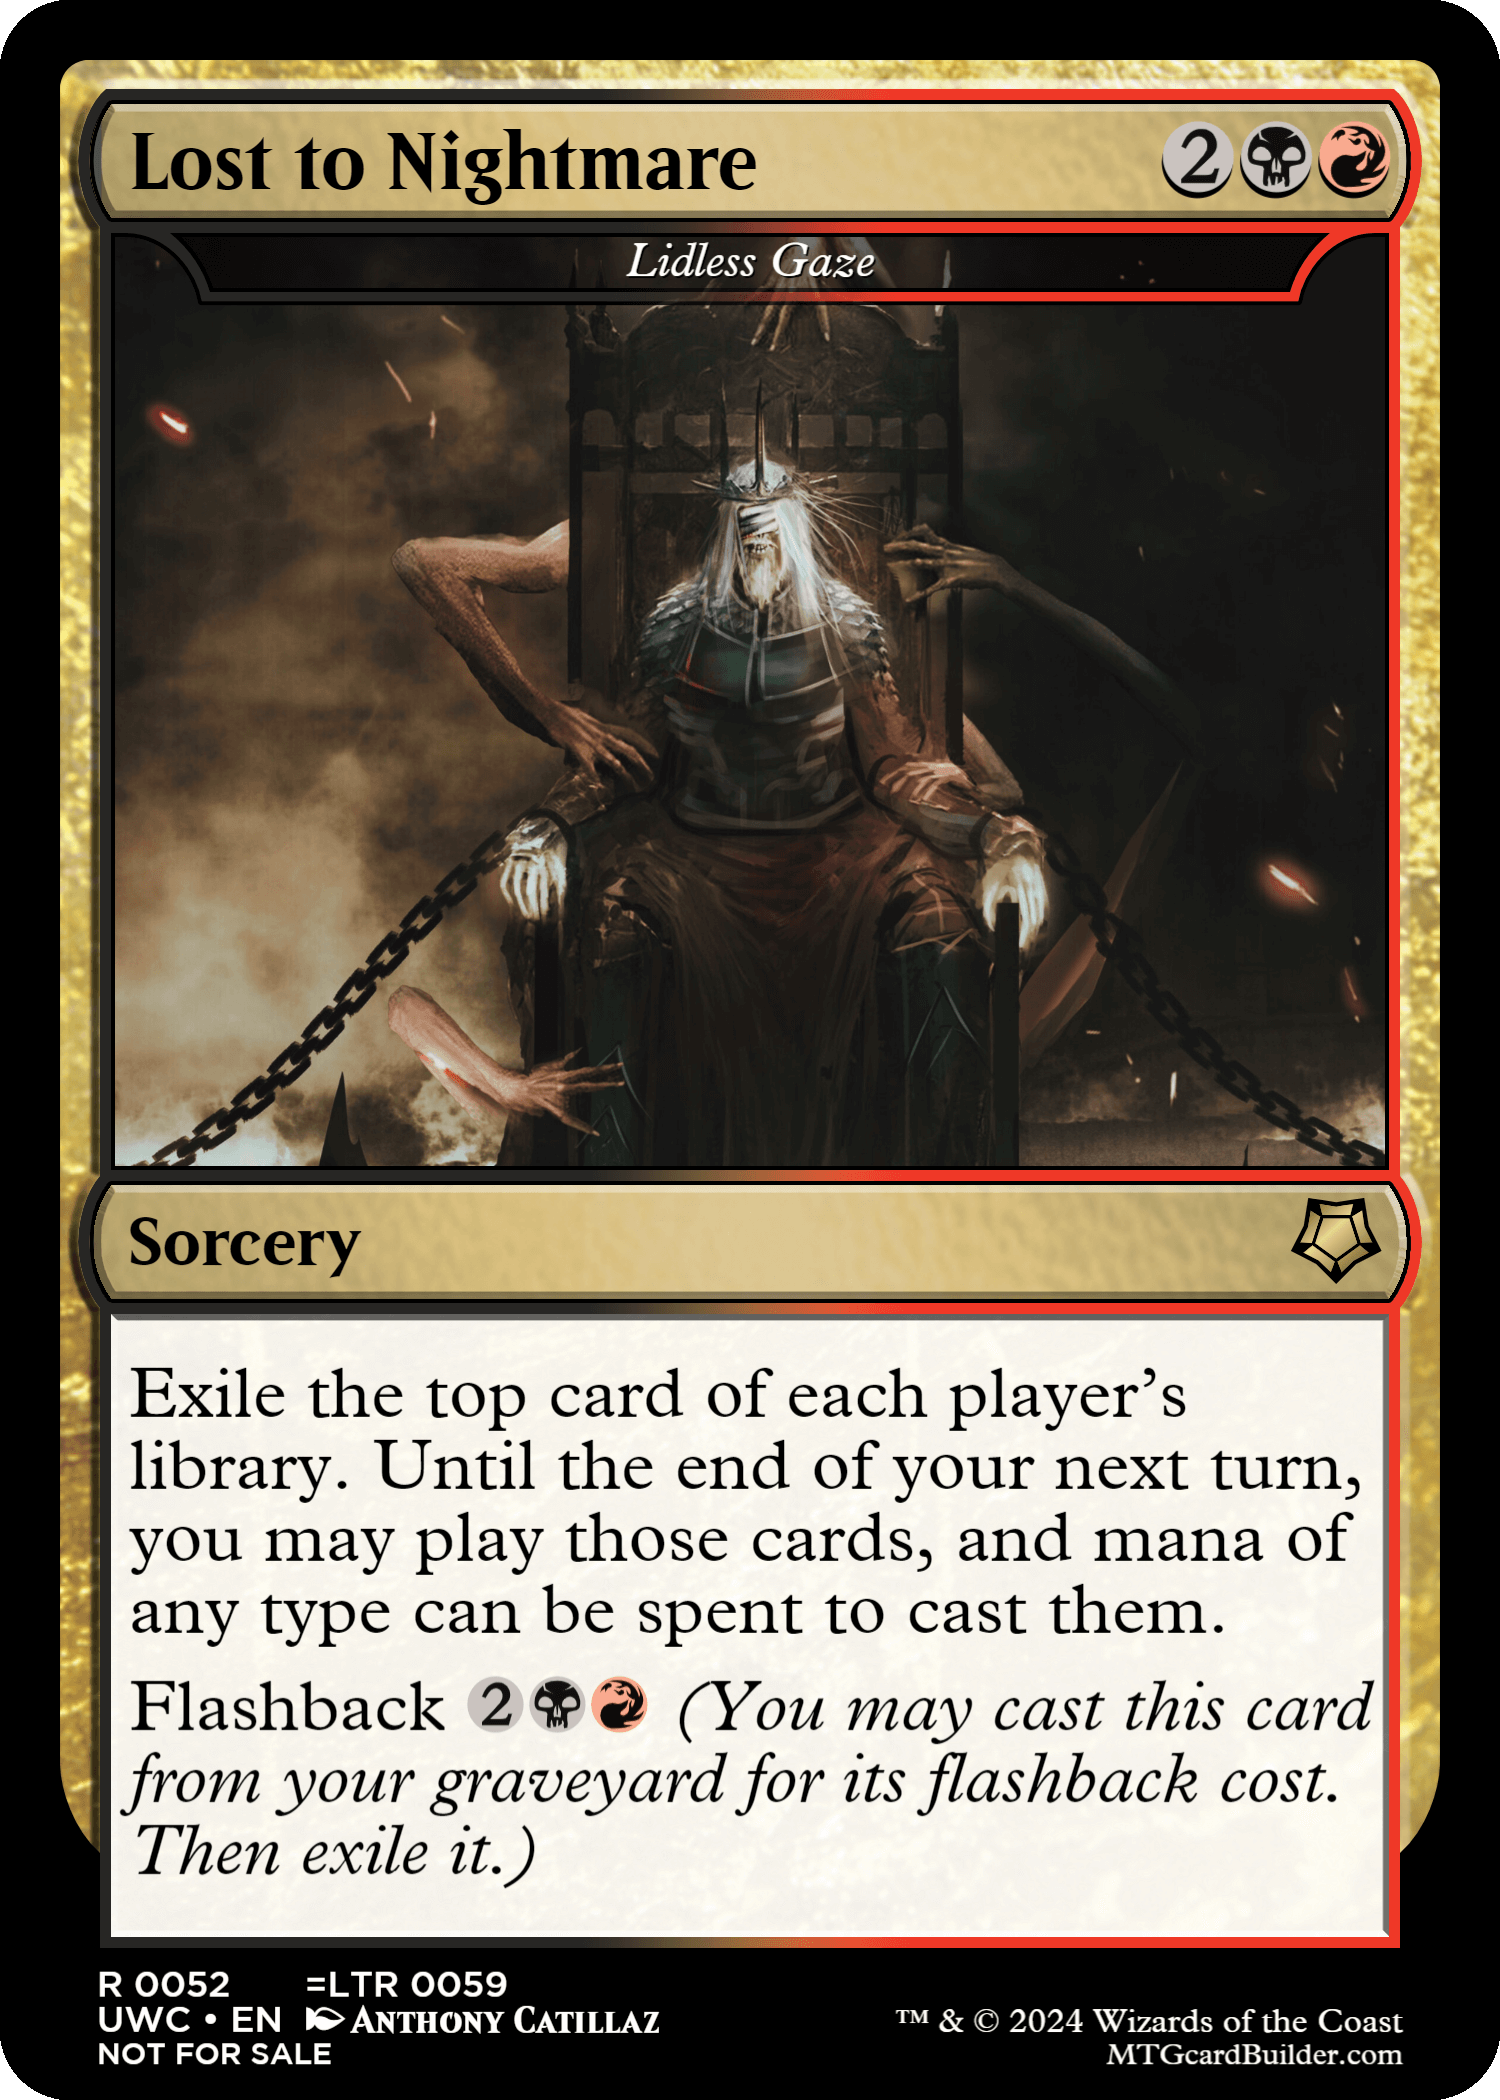 Lost to Nightmare 2
Lidless Gaze
Sorcery
Exile the top card of each player's
library. Until the end of your next turn,
you may play those cards, and mana of
any type can be spent to cast them.
Flashback 2 (You may cast this card
from your graveyard for its flashback cost.
Then exile it.)
R 0052 =LTR 0059
UWC • EN ANTHONY CATILLAZ
NOT FOR SALE
™ & © 2024 Wizards of the Coast
MTGcardBuilder.com